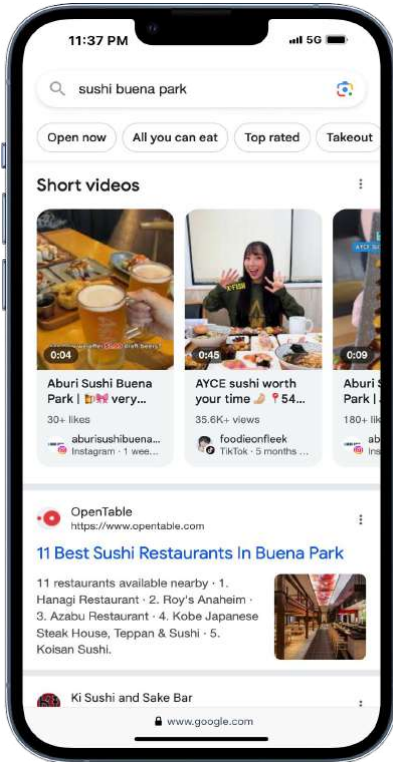 11:37 PM
5G
sushi buena park
Open now
All you can eat
Top rated
Takeout
Short videos
0:04
0:45
X-FISH
0:09
Aburi Sushi Buena
Park | very...
30+ likes
aburisushibuena...
Instagram · 1 wee...
AYCE sushi worth
your time 54...
35.6K+ views
foodieonfleek
TikTok · 5 months ...
Aburi
Park |
180+ lik
ab
Ins
OpenTable
https://www.opentable.com
11 Best Sushi Restaurants In Buena Park
11 restaurants available nearby · 1.
Hanagi Restaurant · 2. Roy's Anaheim ·
3. Azabu Restaurant · 4. Kobe Japanese
Steak House, Teppan & Sushi · 5.
Koisan Sushi.
Ki Sushi and Sake Bar
www.google.com